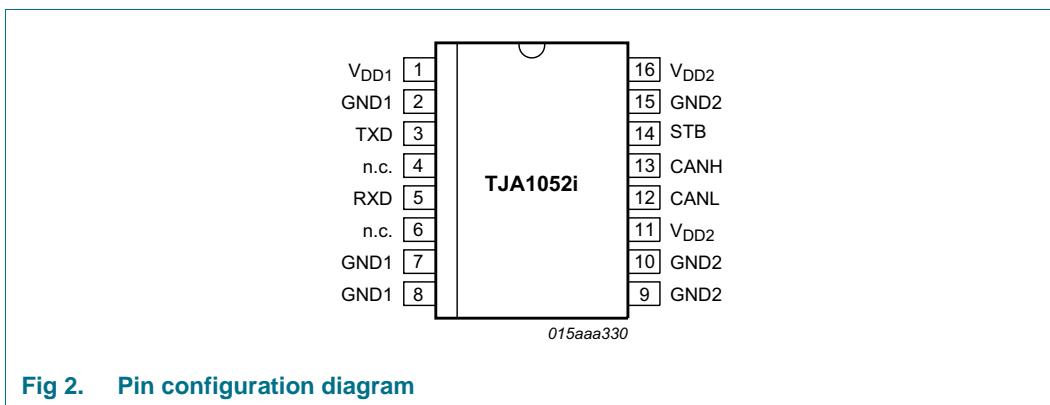 VDD1 1 16 VDD2
GND1 2 15 GND2
TXD 3 14 STB
n.c. 4 13 CANH
TJA1052i
RXD 5 12 CANL
n.c. 6 11 VDD2
GND1 7 10 GND2
GND1 8 9 GND2
015aaa330
Fig 2. Pin configuration diagram